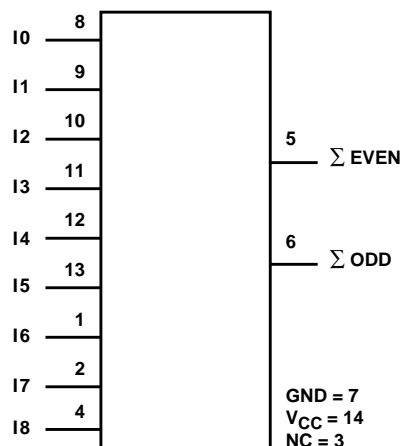 I0 8
I1 9
I2 10
I3 11
I4 12
I5 13
I6 1
I7 2
I8 4
5 Σ EVEN
6 Σ ODD
GND = 7
VCC = 14
NC = 3